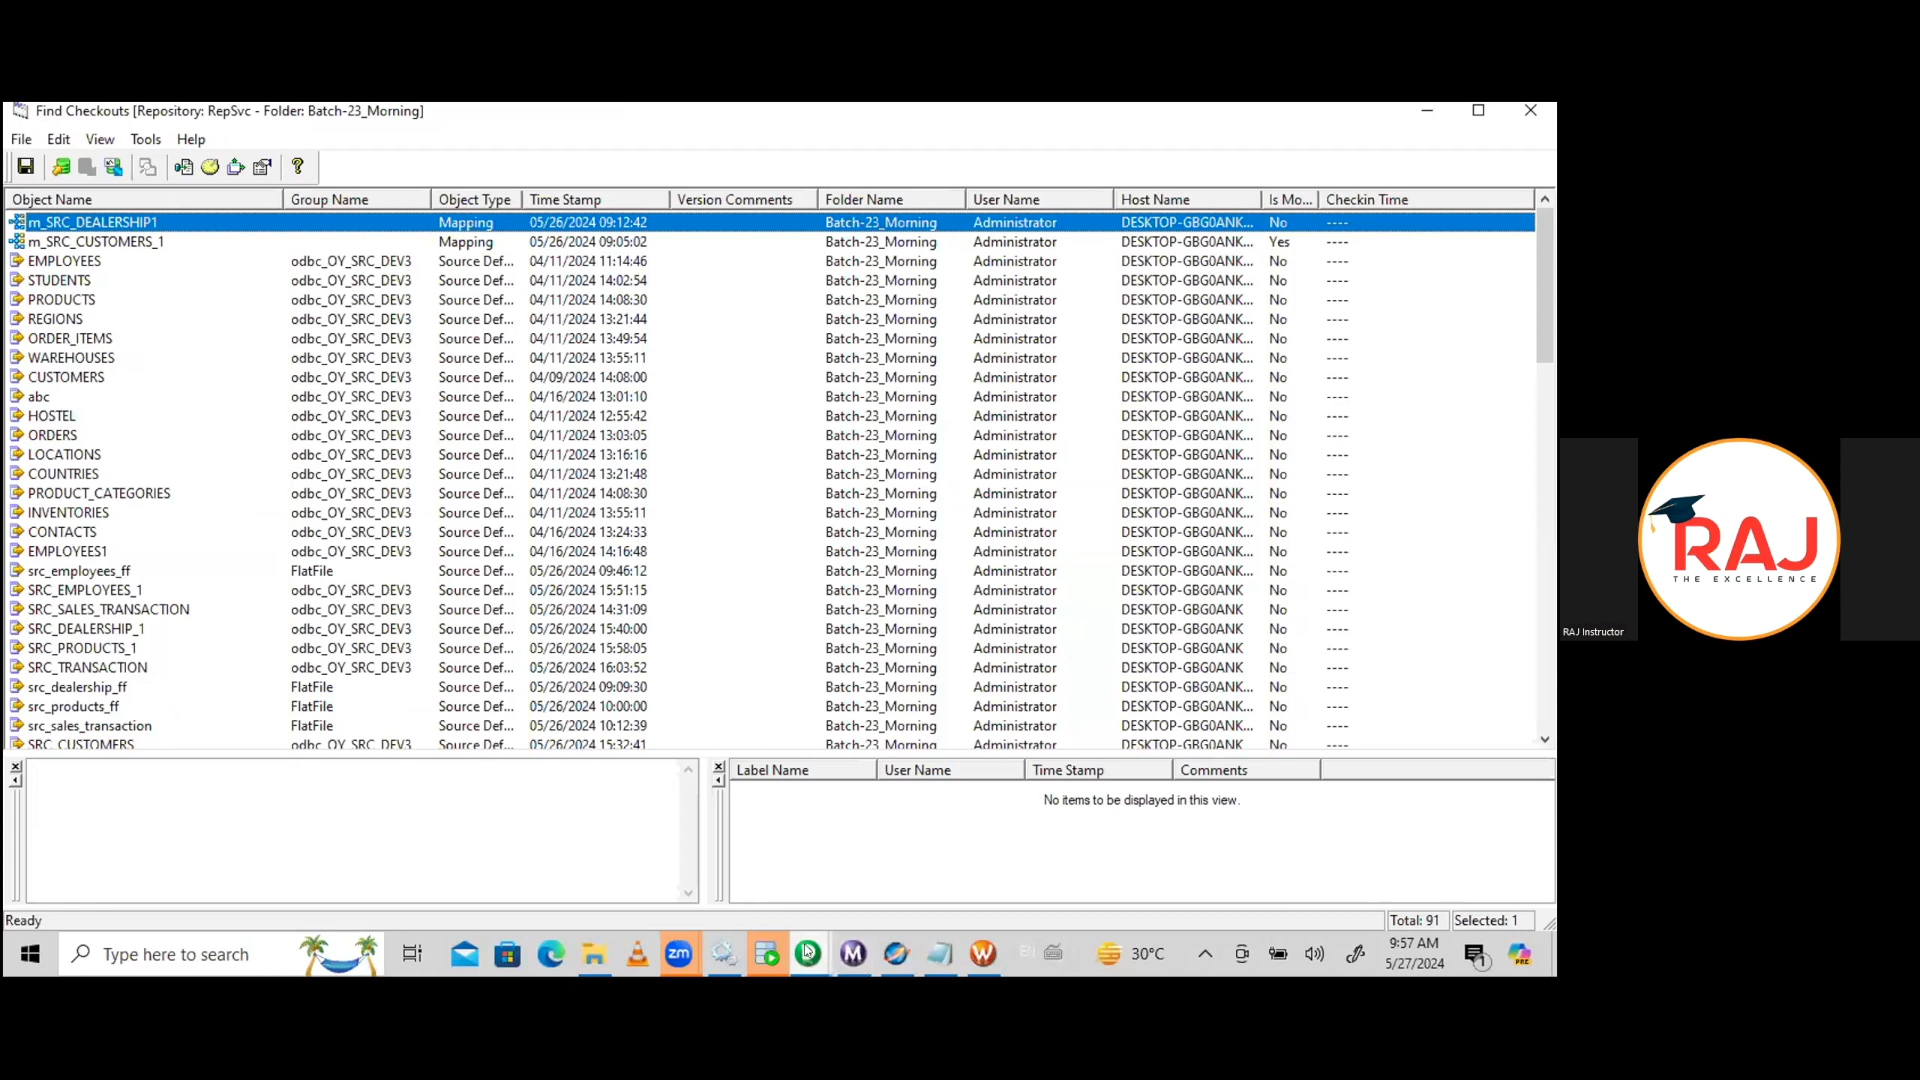 Find Checkouts [Repository: RepSvc - Folder: Batch-23_Morning]
File Edit View Tools Help
Object Name Group Name Object Type Time Stamp Version Comments Folder Name User Name Host Name Is Mo... Checkin Time
m_SRC_DEALERSHIP1 Mapping 05/26/2024 09:12:42 Batch-23_Morning Administrator DESKTOP-GBG0ANK... No ----
m_SRC_CUSTOMERS_1 Mapping 05/26/2024 09:05:02 Batch-23_Morning Administrator DESKTOP-GBG0ANK... Yes ----
EMPLOYEES odbc_OY_SRC_DEV3 Source Def... 04/11/2024 11:14:46 Batch-23_Morning Administrator DESKTOP-GBG0ANK... No ----
STUDENTS odbc_OY_SRC_DEV3 Source Def... 04/11/2024 14:02:54 Batch-23_Morning Administrator DESKTOP-GBG0ANK... No ----
PRODUCTS odbc_OY_SRC_DEV3 Source Def... 04/11/2024 14:08:30 Batch-23_Morning Administrator DESKTOP-GBG0ANK... No ----
REGIONS odbc_OY_SRC_DEV3 Source Def... 04/11/2024 13:21:44 Batch-23_Morning Administrator DESKTOP-GBG0ANK... No ----
ORDER_ITEMS odbc_OY_SRC_DEV3 Source Def... 04/11/2024 13:49:54 Batch-23_Morning Administrator DESKTOP-GBG0ANK... No ----
WAREHOUSES odbc_OY_SRC_DEV3 Source Def... 04/11/2024 13:55:11 Batch-23_Morning Administrator DESKTOP-GBG0ANK... No ----
CUSTOMERS odbc_OY_SRC_DEV3 Source Def... 04/09/2024 14:08:00 Batch-23_Morning Administrator DESKTOP-GBG0ANK... No ----
abc odbc_OY_SRC_DEV3 Source Def... 04/16/2024 13:01:10 Batch-23_Morning Administrator DESKTOP-GBG0ANK... No ----
HOSTEL odbc_OY_SRC_DEV3 Source Def... 04/11/2024 12:55:42 Batch-23_Morning Administrator DESKTOP-GBG0ANK... No ----
ORDERS odbc_OY_SRC_DEV3 Source Def... 04/11/2024 13:03:05 Batch-23_Morning Administrator DESKTOP-GBG0ANK... No ----
LOCATIONS odbc_OY_SRC_DEV3 Source Def... 04/11/2024 13:16:16 Batch-23_Morning Administrator DESKTOP-GBG0ANK... No ----
COUNTRIES odbc_OY_SRC_DEV3 Source Def... 04/11/2024 13:21:48 Batch-23_Morning Administrator DESKTOP-GBG0ANK... No ----
PRODUCT_CATEGORIES odbc_OY_SRC_DEV3 Source Def... 04/11/2024 14:08:30 Batch-23_Morning Administrator DESKTOP-GBG0ANK... No ----
INVENTORIES odbc_OY_SRC_DEV3 Source Def... 04/11/2024 13:55:11 Batch-23_Morning Administrator DESKTOP-GBG0ANK... No ----
CONTACTS odbc_OY_SRC_DEV3 Source Def... 04/16/2024 13:24:33 Batch-23_Morning Administrator DESKTOP-GBG0ANK... No ----
EMPLOYEES1 odbc_OY_SRC_DEV3 Source Def... 04/16/2024 14:16:48 Batch-23_Morning Administrator DESKTOP-GBG0ANK... No ----
src_employees_ff FlatFile Source Def... 05/26/2024 09:46:12 Batch-23_Morning Administrator DESKTOP-GBG0ANK... No ----
SRC_EMPLOYEES_1 odbc_OY_SRC_DEV3 Source Def... 05/26/2024 15:51:15 Batch-23_Morning Administrator DESKTOP-GBG0ANK No ----
SRC_SALES_TRANSACTION odbc_OY_SRC_DEV3 Source Def... 05/26/2024 14:31:09 Batch-23_Morning Administrator DESKTOP-GBG0ANK No ----
SRC_DEALERSHIP_1 odbc_OY_SRC_DEV3 Source Def... 05/26/2024 15:40:00 Batch-23_Morning Administrator DESKTOP-GBG0ANK No ----
SRC_PRODUCTS_1 odbc_OY_SRC_DEV3 Source Def... 05/26/2024 15:58:05 Batch-23_Morning Administrator DESKTOP-GBG0ANK No ----
SRC_TRANSACTION odbc_OY_SRC_DEV3 Source Def... 05/26/2024 16:03:52 Batch-23_Morning Administrator DESKTOP-GBG0ANK No ----
src_dealership_ff FlatFile Source Def... 05/26/2024 09:09:30 Batch-23_Morning Administrator DESKTOP-GBG0ANK... No ----
src_products_ff FlatFile Source Def... 05/26/2024 10:00:00 Batch-23_Morning Administrator DESKTOP-GBG0ANK... No ----
src_sales_transaction FlatFile Source Def... 05/26/2024 10:12:39 Batch-23_Morning Administrator DESKTOP-GBG0ANK... No ----
SRC_CUSTOMERS odbc_OY_SRC_DEV3 Source Def... 05/26/2024 15:32:41 Batch-23_Morning Administrator DESKTOP-GBG0ANK No ----
Label Name User Name Time Stamp Comments
No items to be displayed in this view.
Ready Total: 91 Selected: 1
Type here to search zm M W EN 30°C 9:57 AM 1 PRE
5/27/2024
RAJ
THE EXCELLENCE
RAJ Instructor